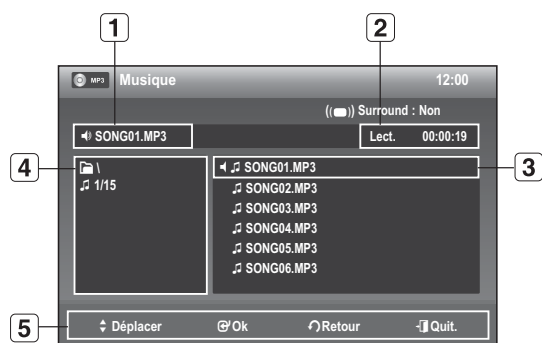 1 2
MP3 Musique 12:00
Surround : Non
SONG01.MP3 Lect. 00:00:19
4 \ SONG01.MP3 3
1/15 SONG02.MP3
SONG03.MP3
SONG04.MP3
SONG05.MP3
SONG06.MP3
5 Déplacer Ok Retour Quit.